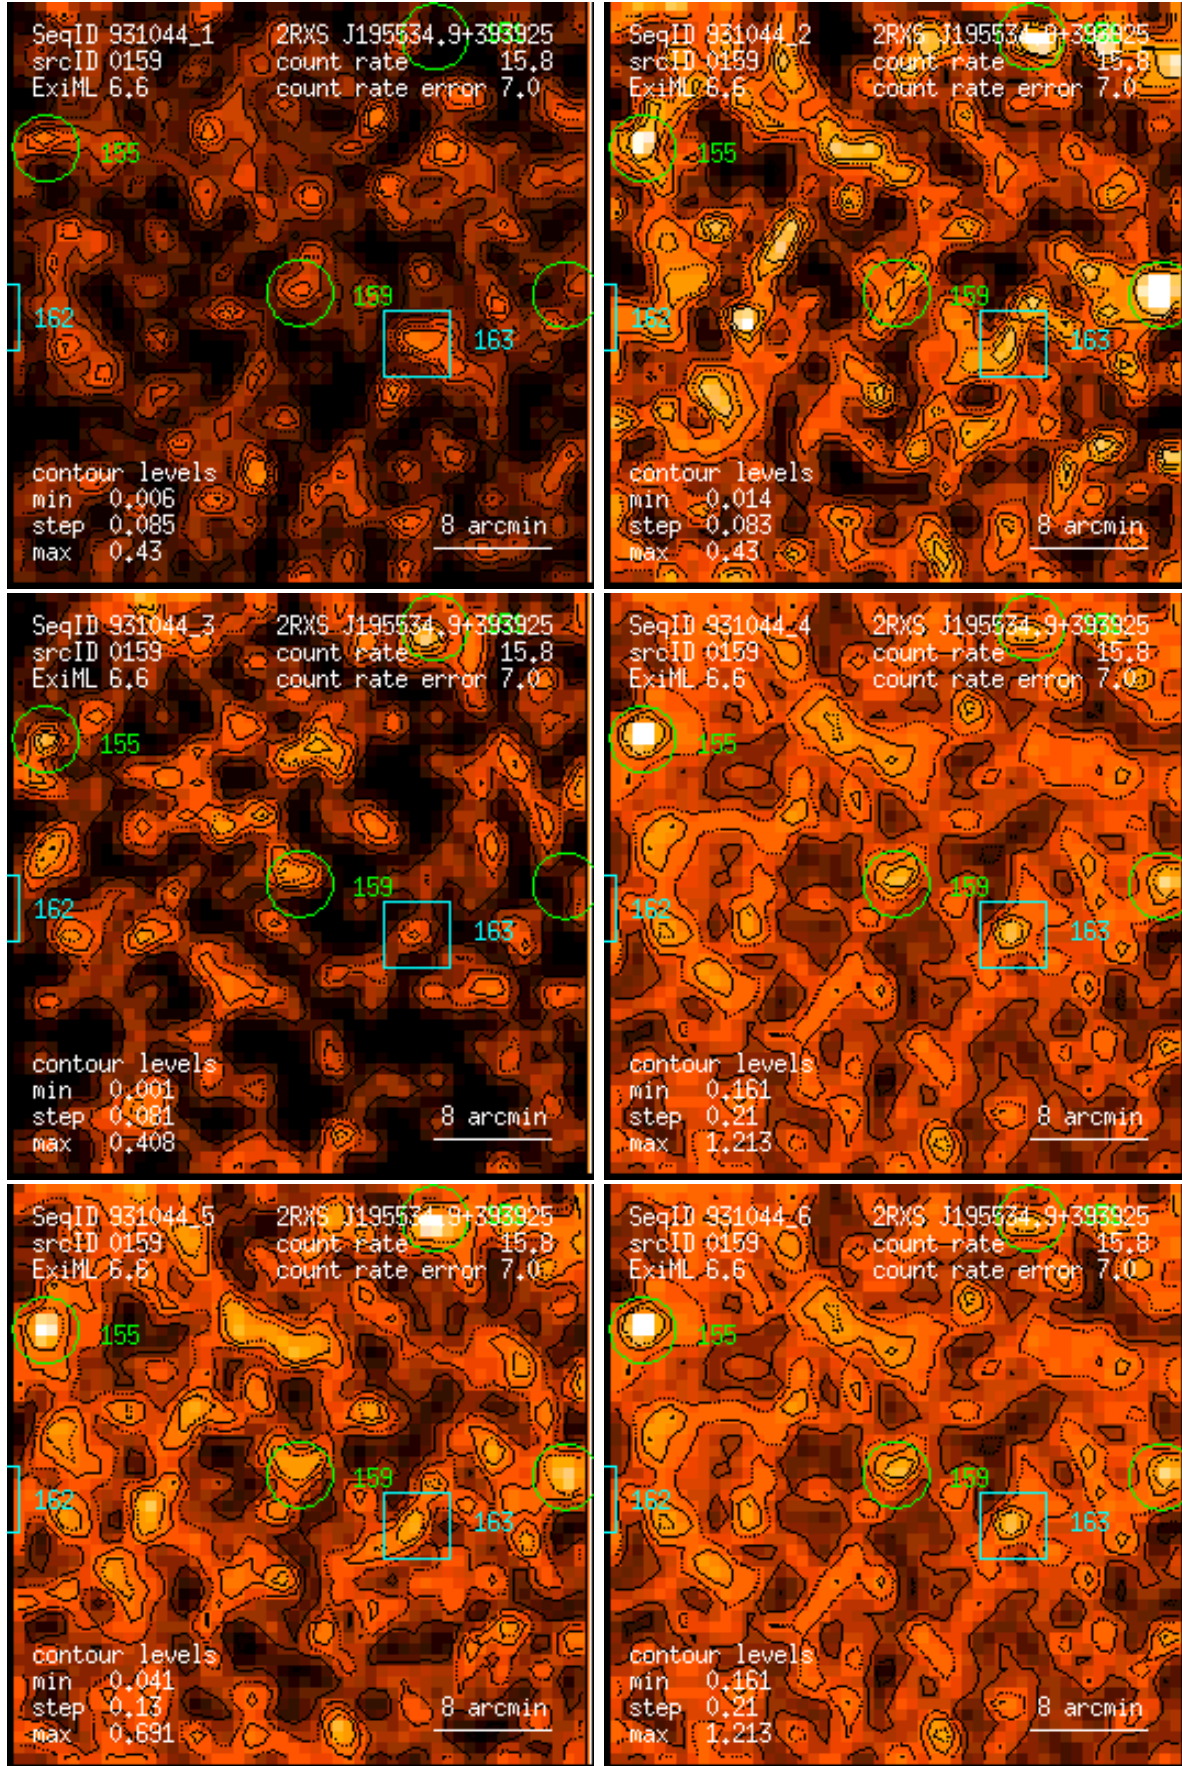 SeqID 931044_1 2RXS J195534.9+393925
srcID 0159 count rate 15.8
ExiML 6.6 count rate error 7.0
155
159
162
163
contour levels
min 0.006
step 0.085
max 0.43
8 arcmin
SeqID 931044_2 2RXS J195534.9+393925
srcID 0159 count rate 15.8
ExiML 6.6 count rate error 7.0
155
159
162
163
contour levels
min 0.014
step 0.083
max 0.43
8 arcmin
SeqID 931044_3 2RXS J195534.9+393925
srcID 0159 count rate 15.8
ExiML 6.6 count rate error 7.0
155
159
162
163
contour levels
min 0.001
step 0.081
max 0.408
8 arcmin
SeqID 931044_4 2RXS J195534.9+393925
srcID 0159 count rate 15.8
ExiML 6.6 count rate error 7.0
155
159
162
163
contour levels
min 0.161
step 0.21
max 1.213
8 arcmin
SeqID 931044_5 2RXS J195534.9+393925
srcID 0159 count rate 15.8
ExiML 6.6 count rate error 7.0
155
159
162
163
contour levels
min 0.041
step 0.13
max 0.691
8 arcmin
SeqID 931044_6 2RXS J195534.9+393925
srcID 0159 count rate 15.8
ExiML 6.6 count rate error 7.0
155
159
162
163
contour levels
min 0.161
step 0.21
max 1.213
8 arcmin